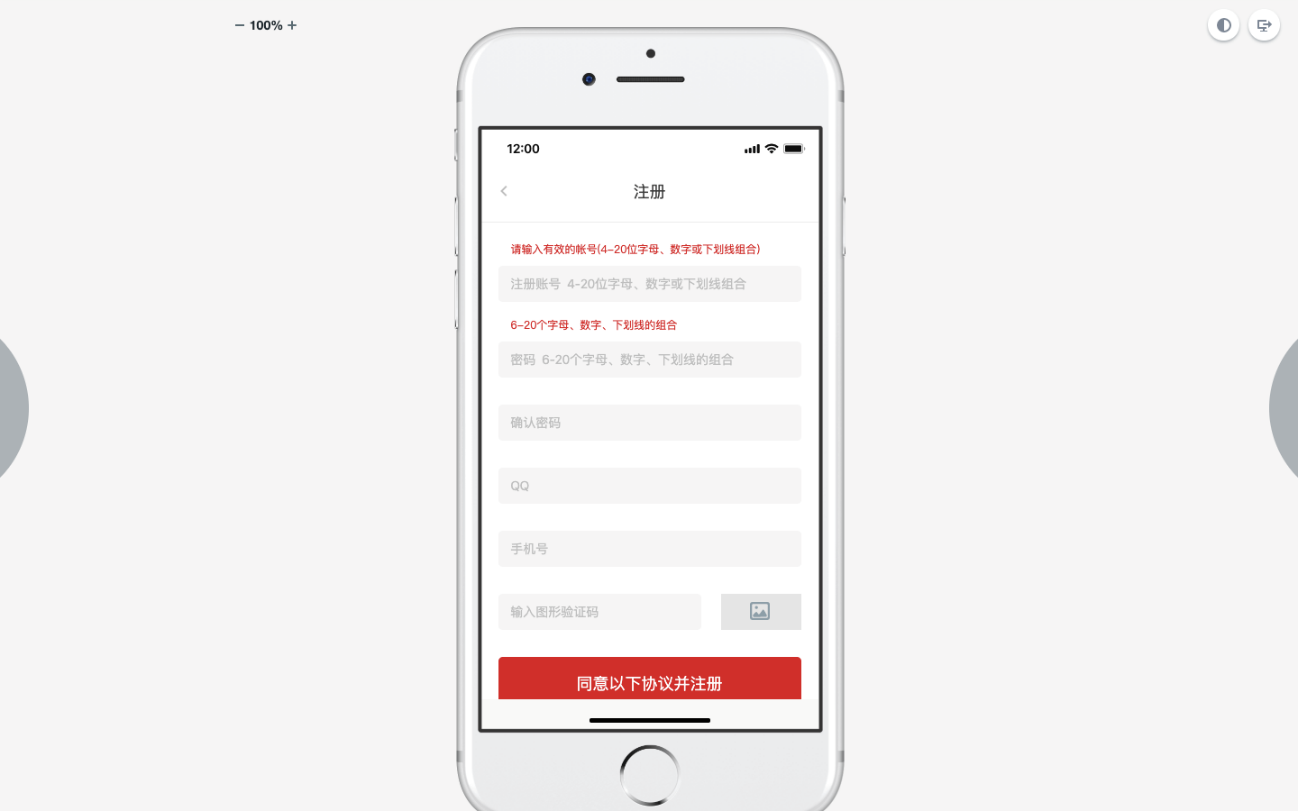 − 100% +
12:00
注册
请输入有效的帐号(4–20位字母、数字或下划线组合)
注册账号 4-20位字母、数字或下划线组合
6–20个字母、数字、下划线的组合
密码 6-20个字母、数字、下划线的组合
确认密码
QQ
手机号
输入图形验证码
同意以下协议并注册